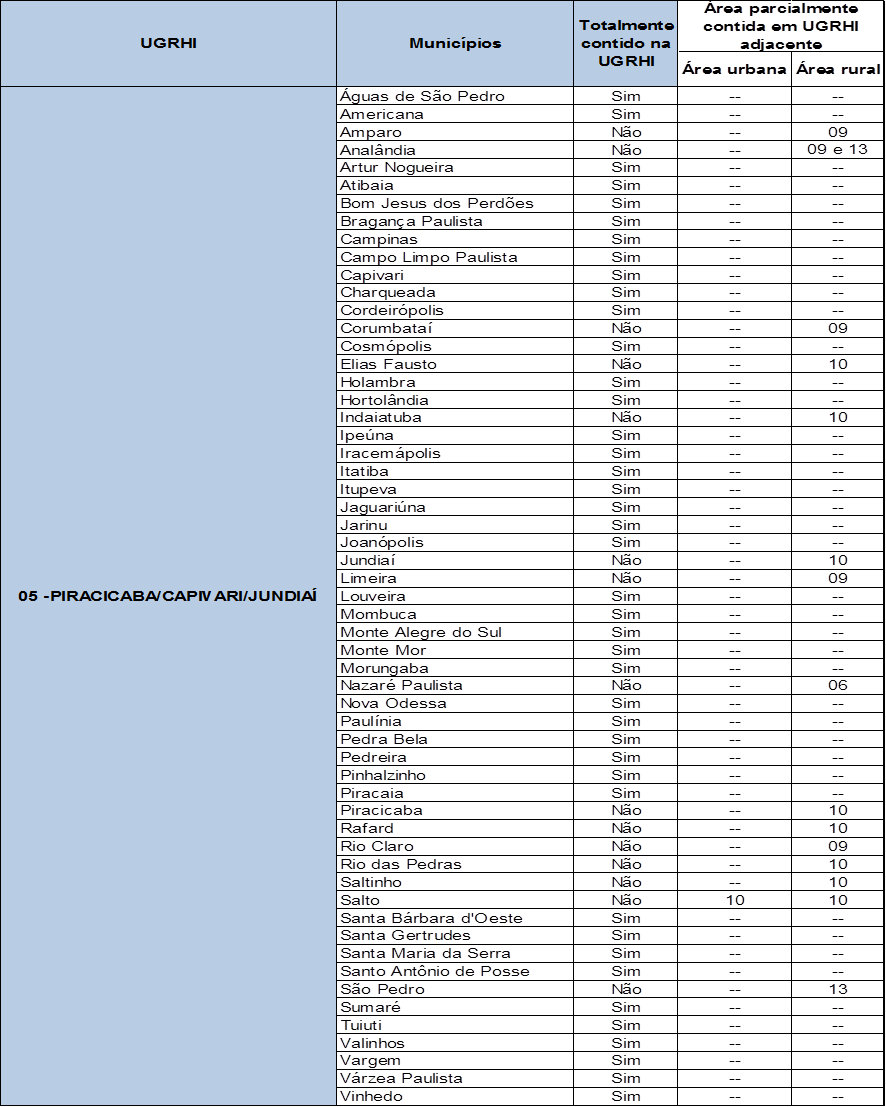 UGRHI Municípios Totalmente contido na UGRHI Área parcialmente contida em UGRHI adjacente
Área urbana Área rural
05 -PIRACICABA/CAPIVARI/JUNDIAÍ
Águas de São Pedro Sim -- --
Americana Sim -- --
Amparo Não -- 09
Analândia Não -- 09 e 13
Artur Nogueira Sim -- --
Atibaia Sim -- --
Bom Jesus dos Perdões Sim -- --
Bragança Paulista Sim -- --
Campinas Sim -- --
Campo Limpo Paulista Sim -- --
Capivari Sim -- --
Charqueada Sim -- --
Cordeirópolis Sim -- --
Corumbataí Não -- 09
Cosmópolis Sim -- --
Elias Fausto Não -- 10
Holambra Sim -- --
Hortolândia Sim -- --
Indaiatuba Não -- 10
Ipeúna Sim -- --
Iracemápolis Sim -- --
Itatiba Sim -- --
Itupeva Sim -- --
Jaguariúna Sim -- --
Jarinu Sim -- --
Joanópolis Sim -- --
Jundiaí Não -- 10
Limeira Não -- 09
Louveira Sim -- --
Mombuca Sim -- --
Monte Alegre do Sul Sim -- --
Monte Mor Sim -- --
Morungaba Sim -- --
Nazaré Paulista Não -- 06
Nova Odessa Sim -- --
Paulínia Sim -- --
Pedra Bela Sim -- --
Pedreira Sim -- --
Pinhalzinho Sim -- --
Piracaia Sim -- --
Piracicaba Não -- 10
Rafard Não -- 10
Rio Claro Não -- 09
Rio das Pedras Não -- 10
Saltinho Não -- 10
Salto Não 10 10
Santa Bárbara d'Oeste Sim -- --
Santa Gertrudes Sim -- --
Santa Maria da Serra Sim -- --
Santo Antônio de Posse Sim -- --
São Pedro Não -- 13
Sumaré Sim -- --
Tuiuti Sim -- --
Valinhos Sim -- --
Vargem Sim -- --
Várzea Paulista Sim -- --
Vinhedo Sim -- --